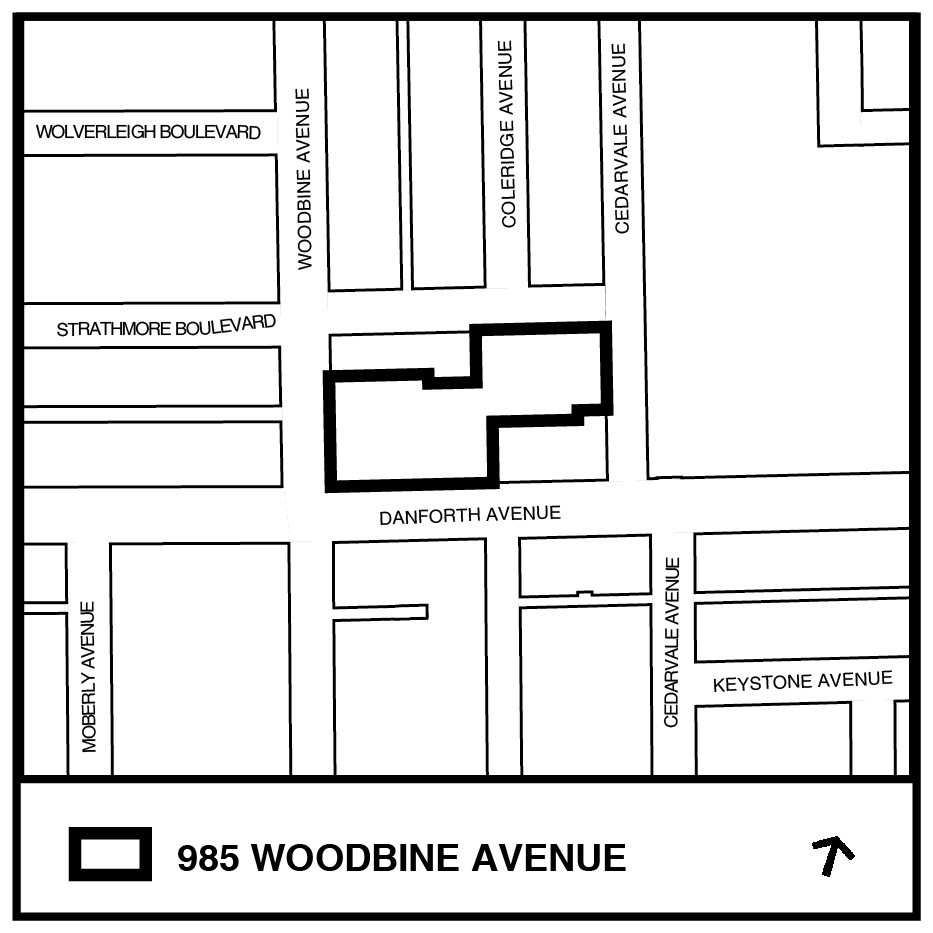 WOLVERLEIGH BOULEVARD
WOODBINE AVENUE
COLERIDGE AVENUE
CEDARVALE AVENUE
STRATHMORE BOULEVARD
DANFORTH AVENUE
MOBERLY AVENUE
CEDARVALE AVENUE
KEYSTONE AVENUE
985 WOODBINE AVENUE